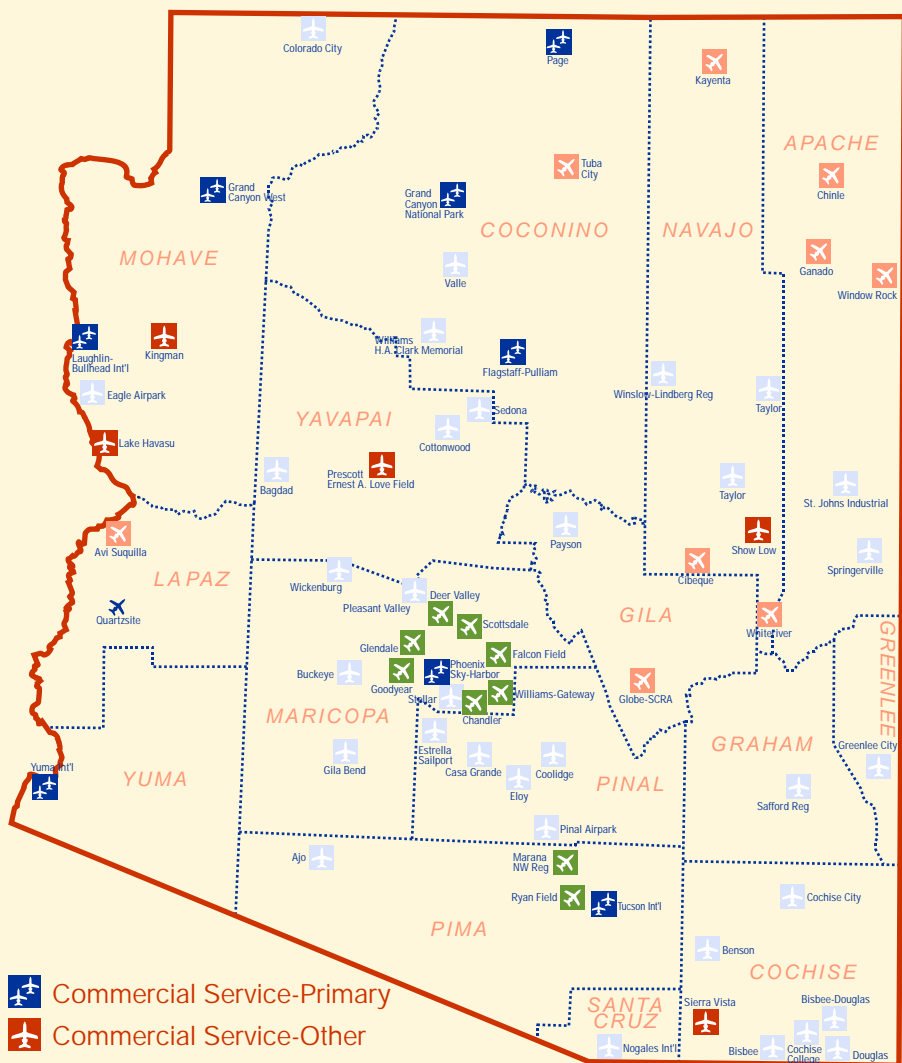 Colorado City
Page
Kayenta
APACHE
Tuba
City
Chinle
Grand
Canyon West
Grand
Canyon
National Park
COCONINO
NAVAJO
MOHAVE
Ganado
Valle
Window Rock
Laughlin-
Bullhead Int'l
Kingman
Williams
H.A. Clark Memorial
Flagstaff-Pulliam
Eagle Airpark
Winslow-Lindberg Reg
Taylor
YAVAPAI
Sedona
Cottonwood
Lake Havasu
Prescott
Ernest A. Love Field
Bagdad
Taylor
St. Johns Industrial
Avi Suquilla
Payson
Show Low
Springerville
LA PAZ
Wickenburg
Cibeque
Pleasant Valley
Deer Valley
GILA
Quartzsite
Scottsdale
Whiteriver
GREENLEE
Glendale
Falcon Field
Buckeye
Goodyear
Phoenix
Sky-Harbor
Stellar
Williams-Gateway
Globe-SCRA
MARICOPA
Chandler
GRAHAM
Estrella
Sailport
Greenlee City
Yuma Int'l
YUMA
Gila Bend
Casa Grande
Coolidge
Eloy
PINAL
Safford Reg
Pinal Airpark
Ajo
Marana
NW Reg
Ryan Field
Tucson Int'l
Cochise City
PIMA
Benson
COCHISE
Commercial Service-Primary
SANTA
CRUZ
Sierra Vista
Bisbee-Douglas
Commercial Service-Other
Nogales Int'l
Bisbee
Cochise
College
Douglas